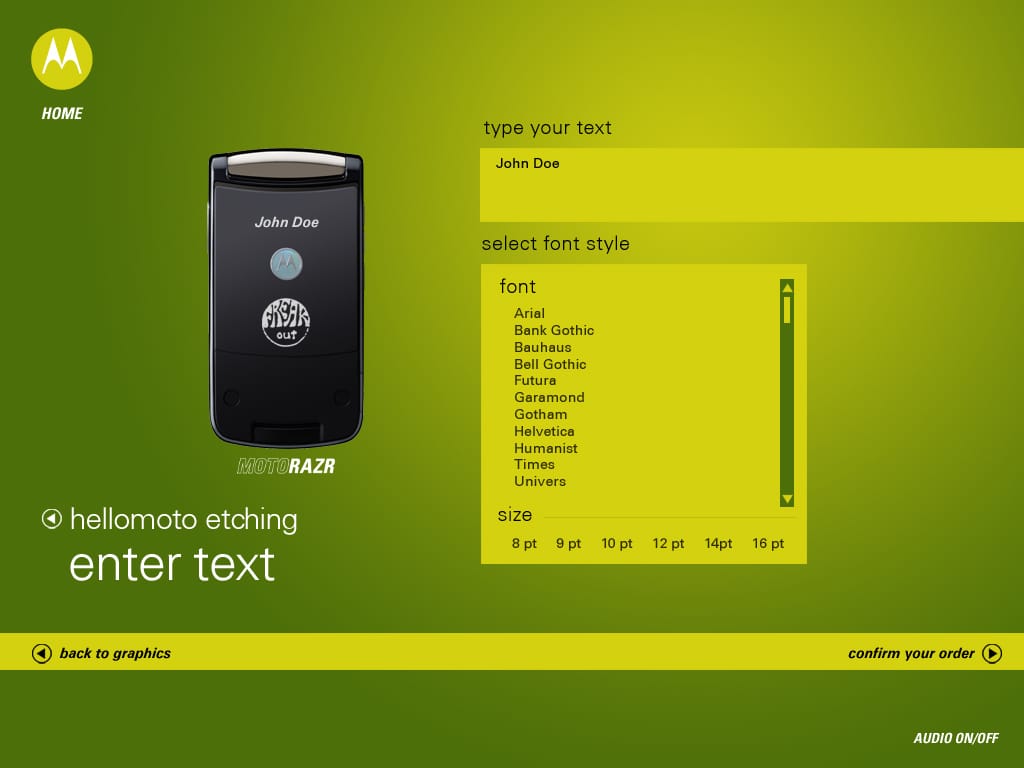 HOME
type your text
John Doe
select font style
font
Arial
Bank Gothic
Bauhaus
Bell Gothic
Futura
Garamond
Gotham
Helvetica
Humanist
Times
Univers
size
8 pt 9 pt 10 pt 12 pt 14pt 16 pt
John Doe
FREAK
out
MOTORAZR
hellomoto etching
enter text
back to graphics
confirm your order
AUDIO ON/OFF